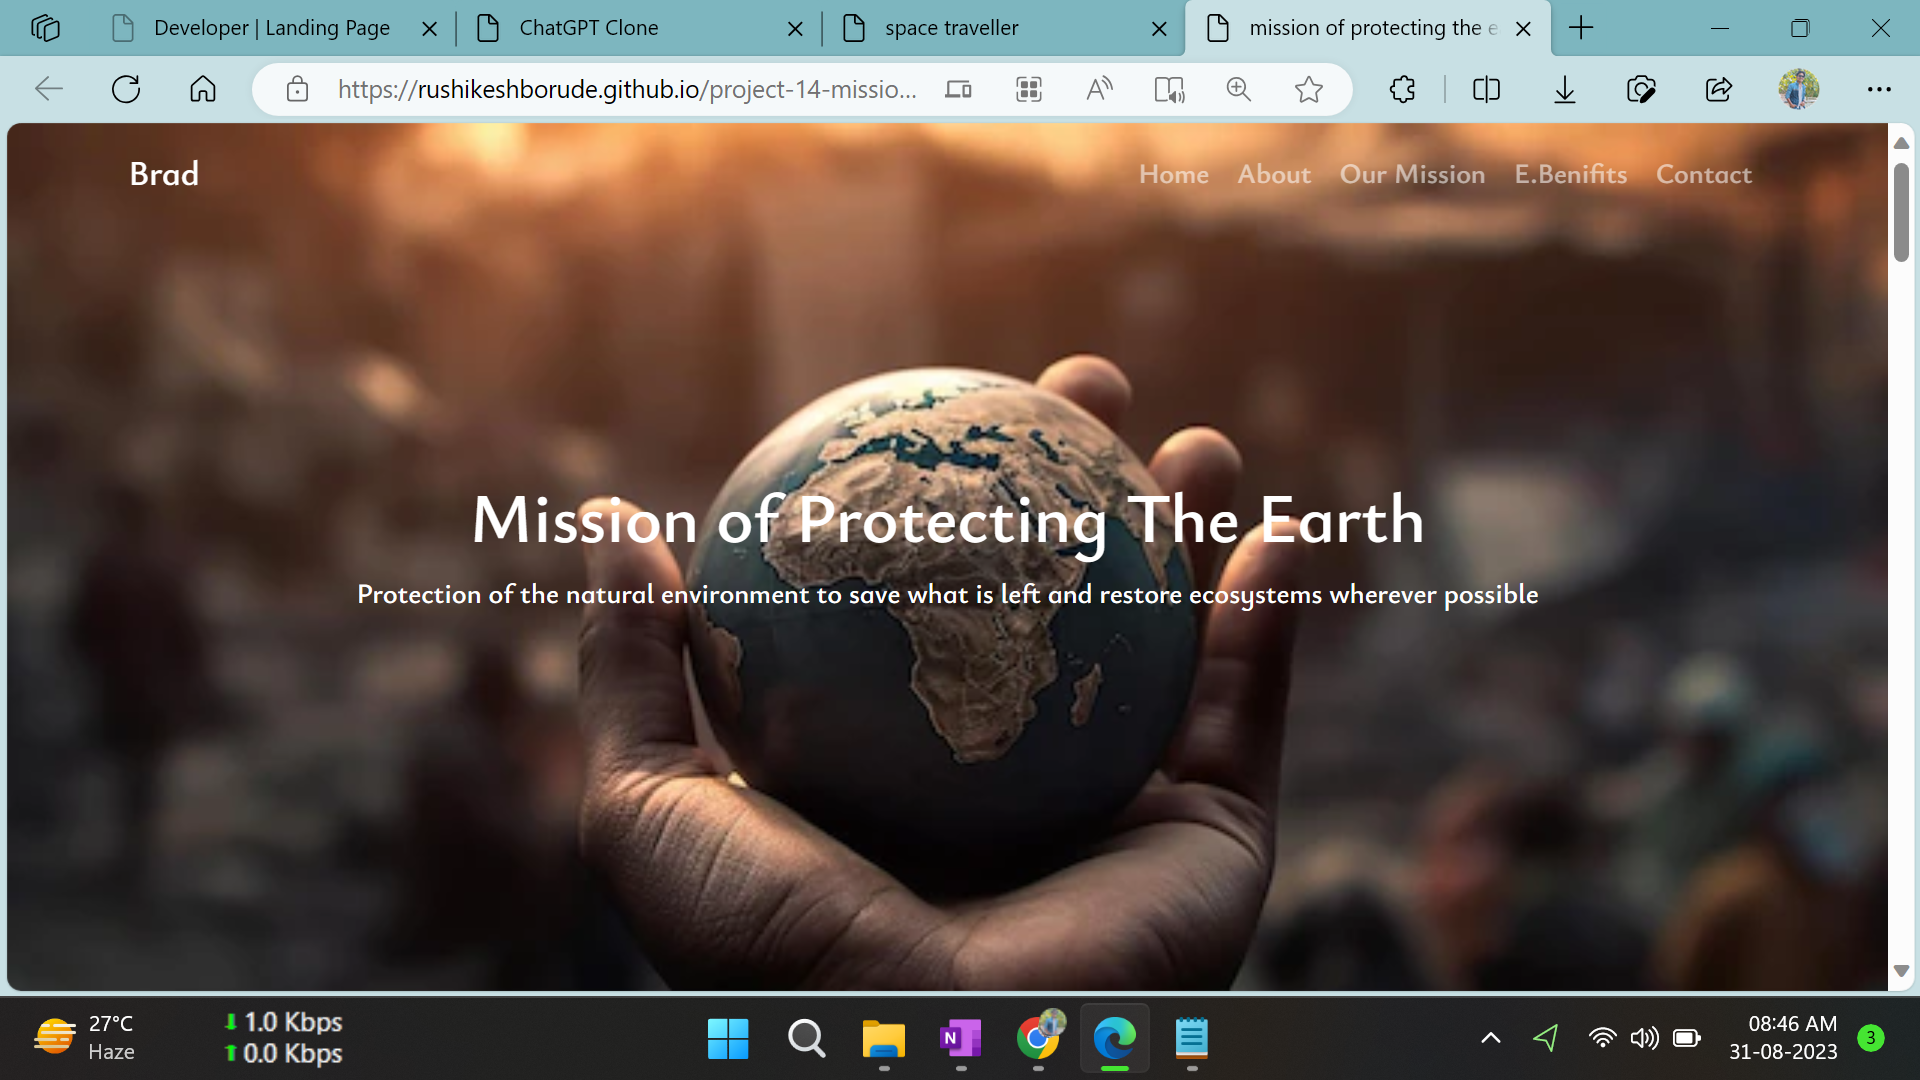 Developer | Landing Page
ChatGPT Clone
space traveller
mission of protecting the e
https://rushikeshborude.github.io/project-14-missio...
Brad
Home About Our Mission E.Benifits Contact
Mission of Protecting The Earth
Protection of the natural environment to save what is left and restore ecosystems wherever possible
27°C
Haze
1.0 Kbps
0.0 Kbps
N
08:46 AM
31-08-2023
3